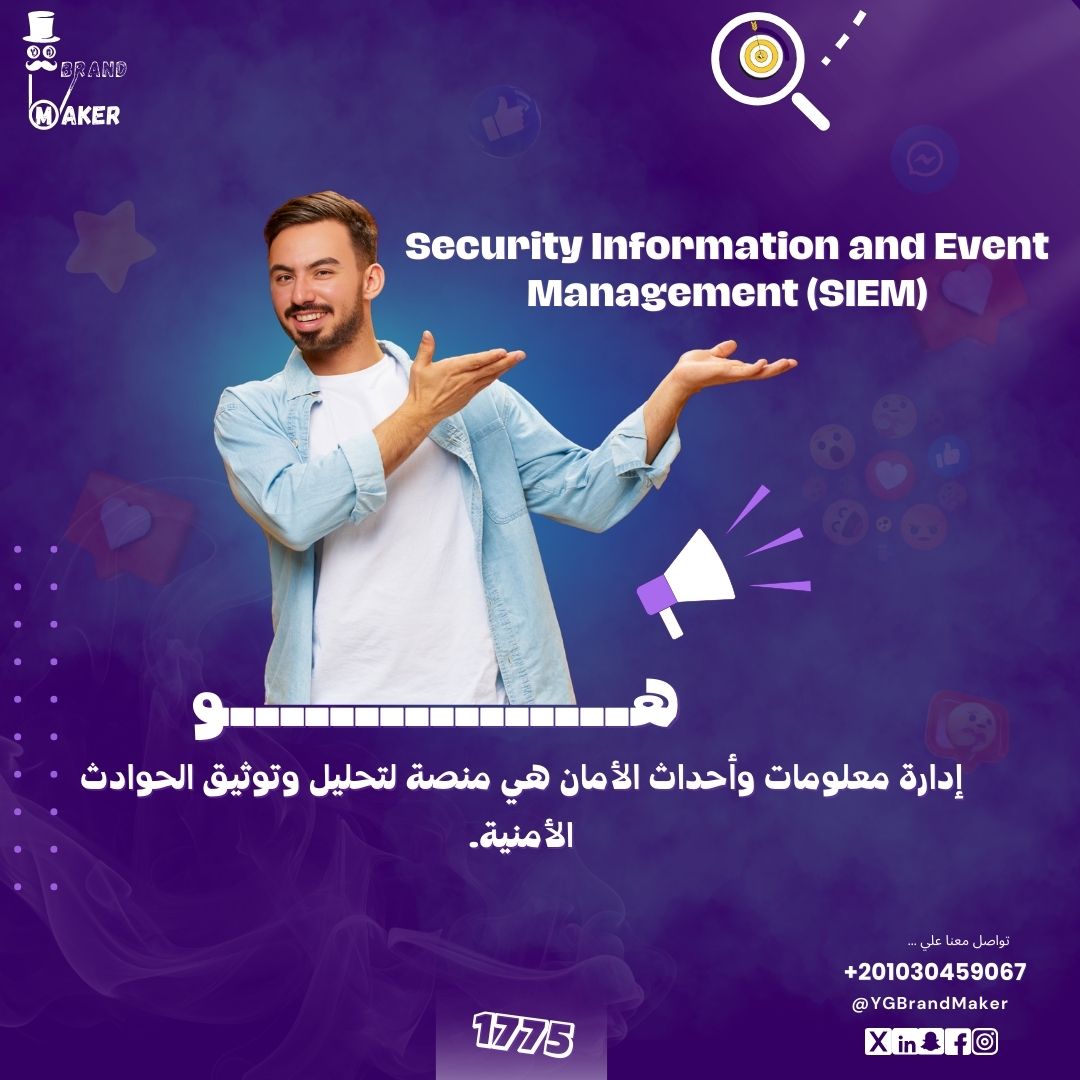 Y G
BRAND
MAKER
Security Information and Event
Management (SIEM)
هـــــــــــــــــــــــــــــــــو
إدارة معلومات وأحداث الأمان هي منصة لتحليل وتوثيق الحوادث
الأمنية.
تواصل معنا علي ...
+201030459067
@YGBrandMaker
1775